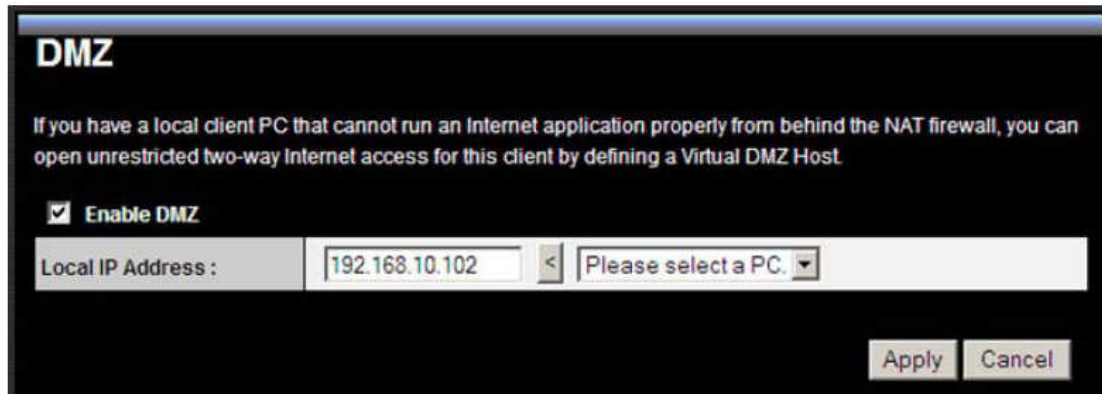 DMZ
If you have a local client PC that cannot run an Internet application properly from behind the NAT firewall, you can
open unrestricted two-way Internet access for this client by defining a Virtual DMZ Host.
Enable DMZ
Local IP Address : 192.168.10.102 < Please select a PC.
Apply Cancel